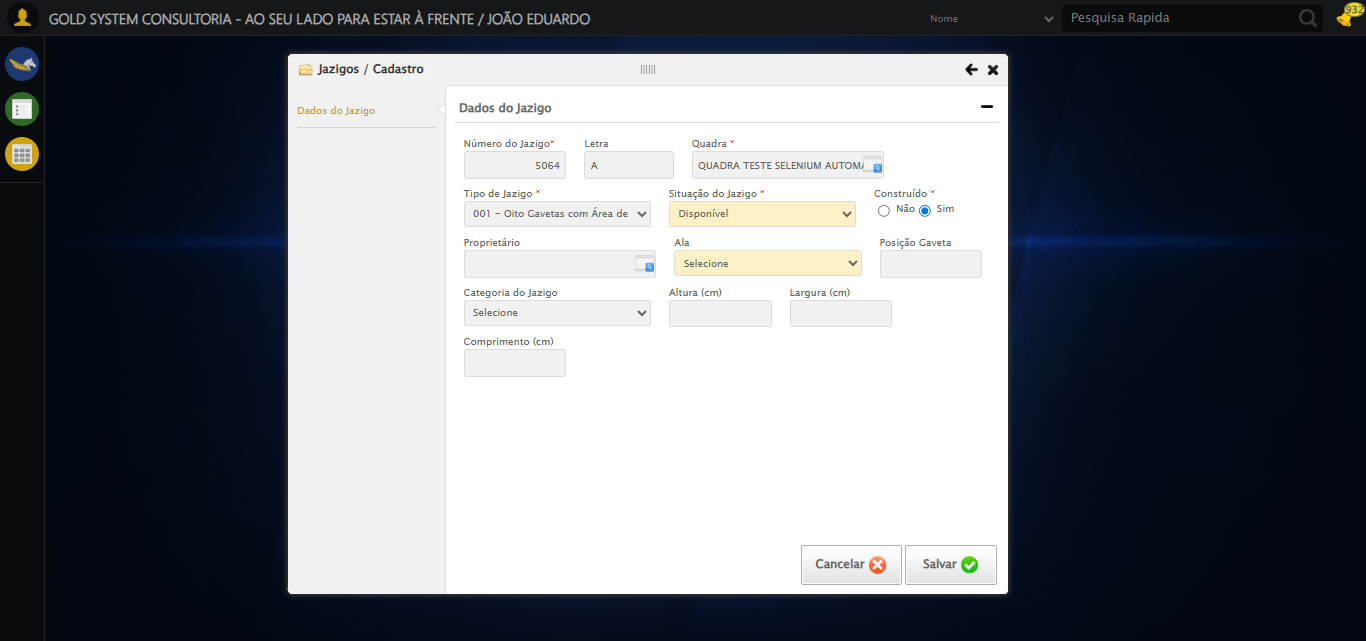 GOLD SYSTEM CONSULTORIA - AO SEU LADO PARA ESTAR À FRENTE / JOÃO EDUARDO
Nome
Pesquisa Rapida
932
Jazigos / Cadastro
Dados do Jazigo
Dados do Jazigo
Número do Jazigo* Letra Quadra *
5064 A QUADRA TESTE SELENIUM AUTOMA
Tipo de Jazigo * Situação do Jazigo * Construído *
001 - Oito Gavetas com Área de Disponível Não Sim
Proprietário Ala Posição Gaveta
Selecione
Categoria do Jazigo Altura (cm) Largura (cm)
Selecione
Comprimento (cm)
Cancelar Salvar